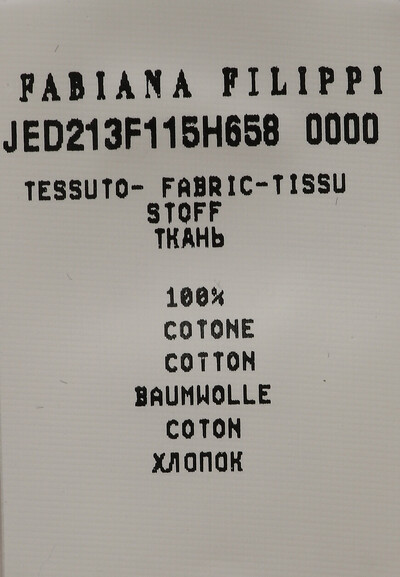 FABIANA FILIPPI
JED213F115H658 0000
TESSUTO- FABRIC-TISSU
STOFF
ТКАНЬ
100%
COTONE
COTTON
BAUMWOLLE
COTON
ХЛОПОК